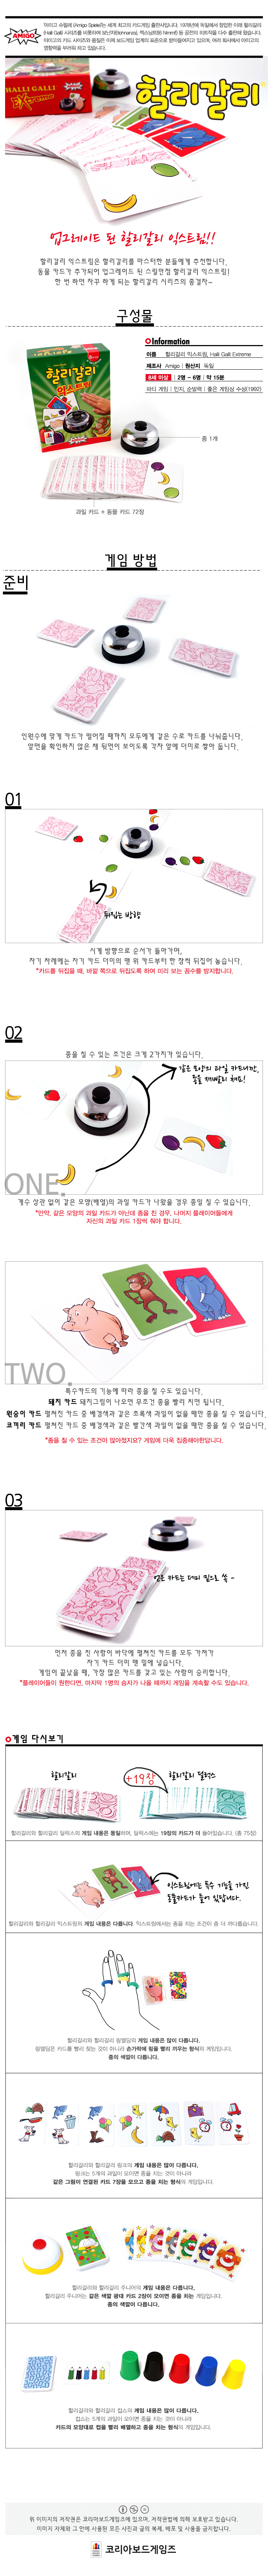 아미고 슈필레 (Amigo Spiele)는 세계 최고의 카드게임 출판사입니다. 1978년에 독일에서 창업한 이래 할리갈리
(Halli Galli) 시리즈를 비롯하여 보난자(Bohnanza), 젝스님트(6 Nimmt!) 등 공전의 히트작을 다수 출판해 왔습니다.
아미고의 카드 사이즈와 품질은 이제 보드게임 업계의 표준으로 받아들여지고 있으며, 여러 회사에서 아미고의
영향력을 부러워 하고 있습니다.
AMIGO
HALLI GALLI
할리갈리
업그레이드 된 할리갈리 익스트림!!
할리갈리 익스트림은 할리갈리를 마스터한 분들에게 추천합니다.
동물 카드가 추가되어 업그레이드 된 스릴만점 할리갈리 익스트림!
한 번 하면 자꾸 하게 되는 할리갈리 시리즈의 종결자~
구성물
Information
이름 할리갈리 익스트림, Halli Galli Extreme
제조사 Amigo | 원산지 독일
8세 이상 | 2명 ~ 6명 | 약 15분
파티 게임 | 인지, 순발력 | 좋은 게임상 수상(1992)
할리갈리
익스트림
종 1개
과일 카드 + 동물 카드 72장
게임 방법
준비
인원수에 맞게 카드가 떨어질 때까지 모두에게 같은 수로 카드를 나눠줍니다.
앞면을 확인하지 않은 채 뒷면이 보이도록 각자 앞에 더미로 쌓아 둡니다.
01
뒤집는 방향
시계 방향으로 순서가 돌아가며,
자기 차례에는 자기 카드 더미의 맨 위 카드부터 한 장씩 뒤집어 놓습니다.
*카드를 뒤집을 때, 바깥 쪽으로 뒤집도록 하여 미리 보는 꼼수를 방지합니다.
02
종을 칠 수 있는 조건은 크게 2가지가 있습니다.
같은 모양의 과일 카드니깐,
종을 재빨리 쳐요!
ONE.
개수 상관 없이 같은 모양(배열)의 과일 카드가 나왔을 경우 종일 칠 수 있습니다.
*만약, 같은 모양의 과일 카드가 아닌데 종을 친 경우, 나머지 플레이어들에게
자신의 과일 카드 1장씩 줘야 합니다.
TWO.
특수카드의 기능에 따라 종을 칠 수도 있습니다.
돼지 카드 돼지그림이 나오면 무조건 종을 빨리 치면 됩니다.
원숭이 카드 펼쳐진 카드 중 배경색과 같은 초록색 과일이 없을 때만 종을 칠 수 있습니다.
코끼리 카드 펼쳐진 카드 중 배경색과 같은 빨간색 과일이 없을 때만 종을 칠 수 있습니다.
*종을 칠 수 있는 조건이 많아졌지요? 게임에 더욱 집중해야한답니다.
03
얻은 카드는 더미 밑으로 쏙 ~
먼저 종을 친 사람이 바닥에 펼쳐진 카드를 모두 가져가
자기 카드 더미 맨 밑에 넣습니다.
게임이 끝났을 때, 가장 많은 카드를 갖고 있는 사람이 승리합니다.
*플레이어들이 원한다면, 마지막 1명의 승자가 나올 때까지 게임을 계속할 수도 있습니다.
게임 다시보기
할리갈리
+19장
할리갈리 딜럭스
할리갈리와 할리갈리 딜럭스의 게임 내용은 동일하며, 딜럭스에는 19장의 카드가 더 들어있습니다. (총 75장)
익스트림에는 특수 기능을 가진
동물카드가 들어 있답니다.
할리갈리와 할리갈리 익스트림의 게임 내용은 다릅니다. 익스트림에서는 종을 치는 조건이 좀 더 까다롭습니다.
할리갈리와 할리갈리 링엘딩의 게임 내용은 많이 다릅니다.
링엘딩은 카드를 빨리 찾는 것이 아니라 손가락에 링을 빨리 끼우는 형식의 게임입니다.
종의 색깔이 다릅니다.
할리갈리와 할리갈리 링크의 게임 내용은 많이 다릅니다.
링크는 5개의 과일이 모이면 종을 치는 것이 아니라
같은 그림이 연결된 카드 7장을 모으고 종을 치는 형식의 게임입니다.
할리갈리와 할리갈리 주니어의 게임 내용은 다릅니다.
할리갈리 주니어는 같은 색깔 광대 카드 2장이 모이면 종을 치는 게임입니다.
종의 색깔이 다릅니다.
할리갈리와 할리갈리 컵스의 게임 내용은 많이 다릅니다.
컵스는 5개의 과일이 모이면 종을 치는 것이 아니라
카드의 모양대로 컵을 빨리 배열하고 종을 치는 형식의 게임입니다.
위 이미지의 저작권은 코리아보드게임즈에 있으며, 저작권법에 의해 보호받고 있습니다.
이미지 자체와 그 안에 사용된 모든 사진과 글의 복제, 배포 및 사용을 금지합니다.
코리아보드게임즈